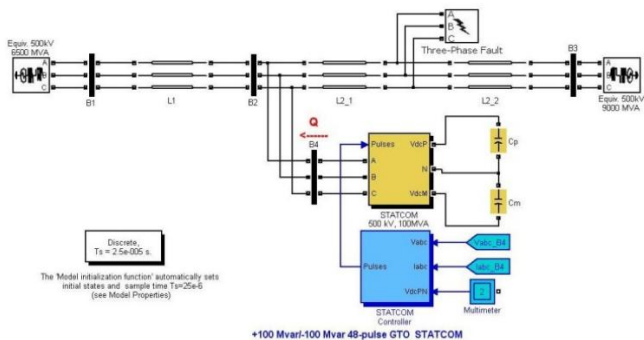 Equiv. 500kV
6500 MVA
A
B
C
B1
L1
B2
L2_1
A
B
C
Three-Phase Fault
L2_2
B3
A
B
C
Equiv. 500kV
9000 MVA
Q
<------
B4
Pulses
A
B
C
VdcP
N
VdcM
STATCOM
500 kV, 100MVA
Cp
Cm
Discrete,
Ts = 2.5e-005 s.
The 'Model initialization function' automatically sets
initial states and sample time Ts=25e-6
(see Model Properties)
Pulses
Vabc
Iabc
VdcPN
STATCOM
Controller
Vabc_B4
Iabc_B4
2
Multimeter
+100 Mvar/-100 Mvar 48-pulse GTO STATCOM